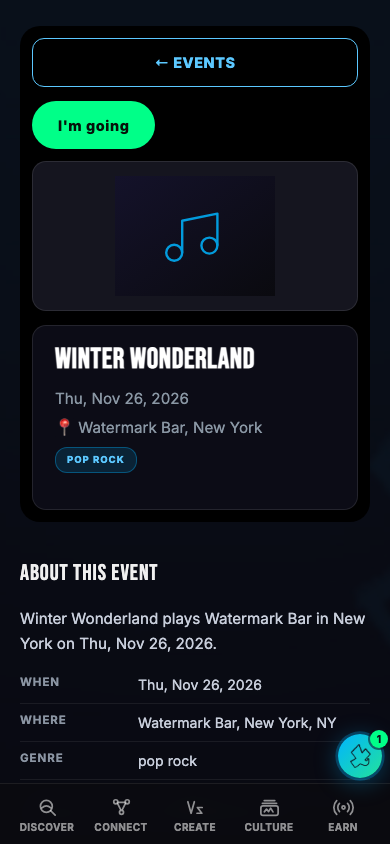 ← EVENTS
I'm going
WINTER WONDERLAND
Thu, Nov 26, 2026
📍 Watermark Bar, New York
POP ROCK
ABOUT THIS EVENT
Winter Wonderland plays Watermark Bar in New
York on Thu, Nov 26, 2026.
WHEN Thu, Nov 26, 2026
WHERE Watermark Bar, New York, NY
GENRE pop rock
1
DISCOVER CONNECT CREATE CULTURE EARN